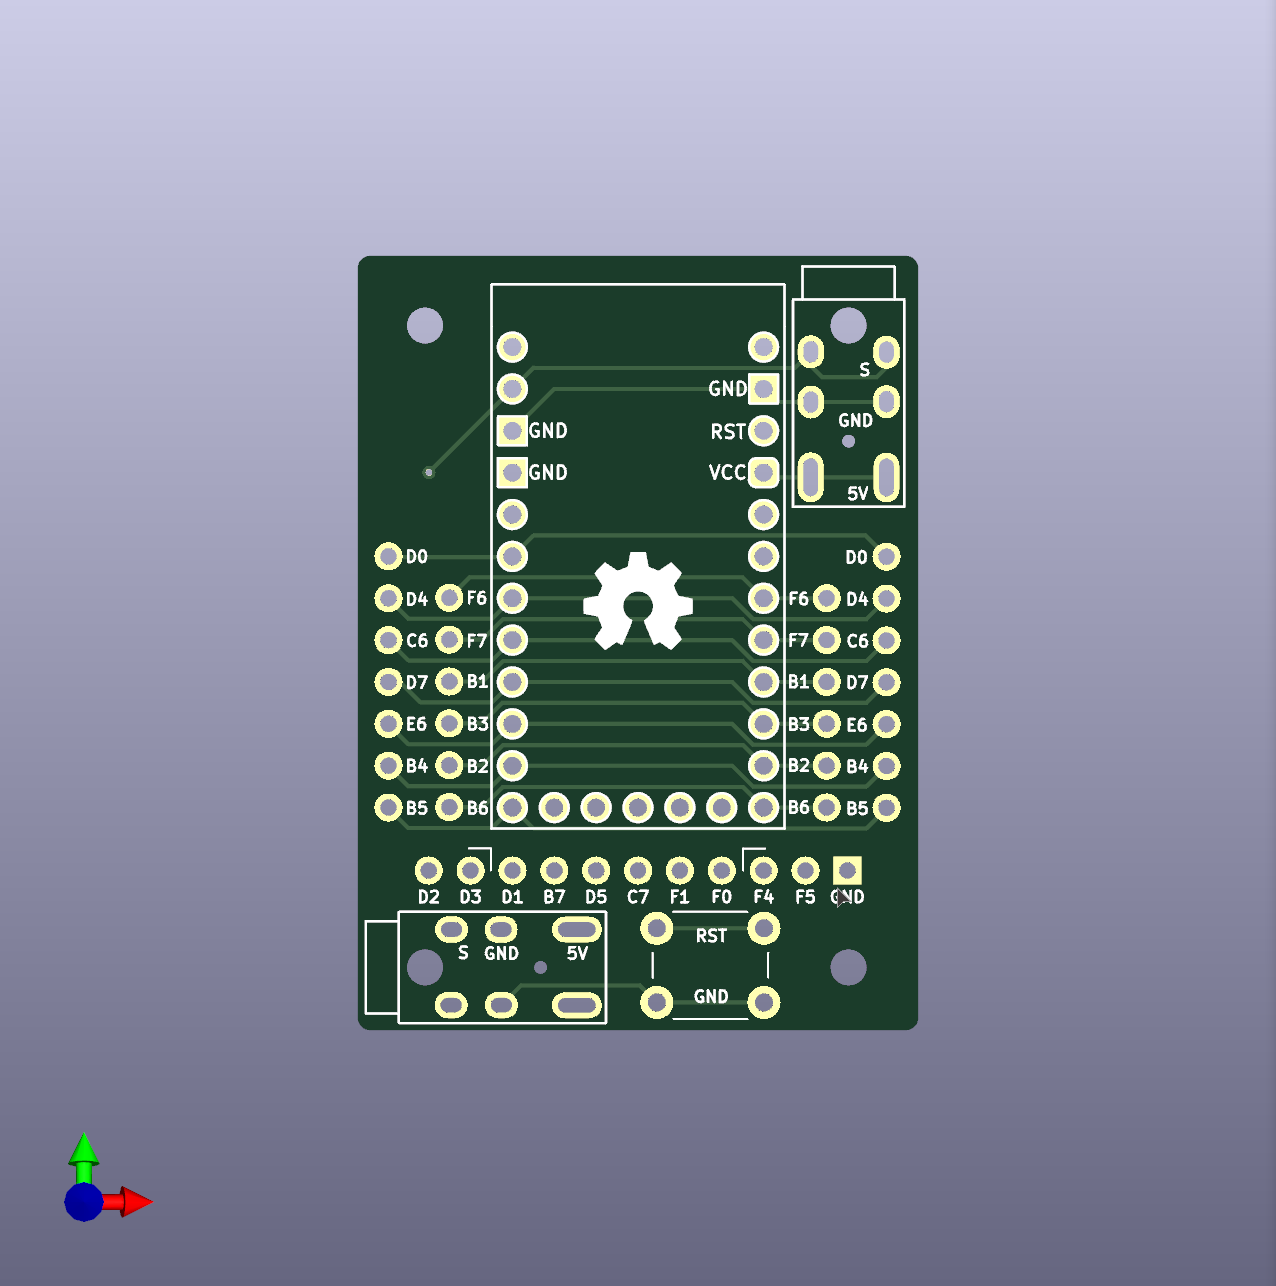 S
GND
GND
GND
RST
GND
VCC
5V
D0
D0
D4
F6
F6
D4
C6
F7
F7
C6
D7
B1
B1
D7
E6
B3
B3
E6
B4
B2
B2
B4
B5
B6
B6
B5
D2 D3 D1 B7 D5 C7 F1 F0 F4 F5 GND
S GND 5V
RST
GND